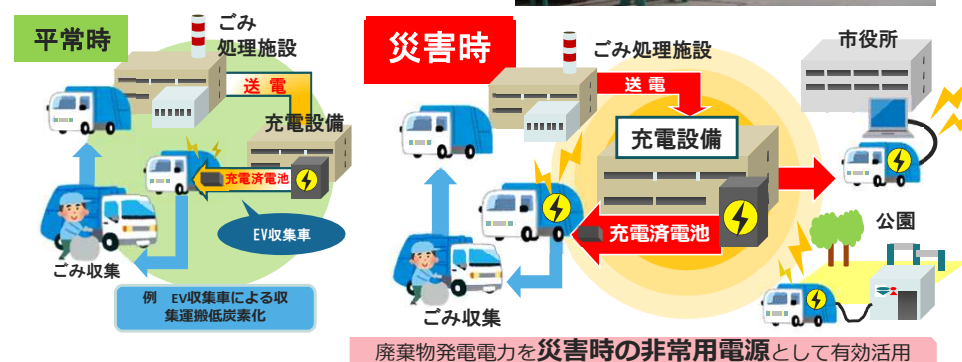 平常時
ごみ
処理施設
送電
充電設備
充電済電池
EV収集車
ごみ収集
例 EV収集車による収
集運搬低炭素化
災害時
ごみ処理施設
送電
充電設備
充電済電池
ごみ収集
市役所
公園
廃棄物発電電力を災害時の非常用電源として有効活用